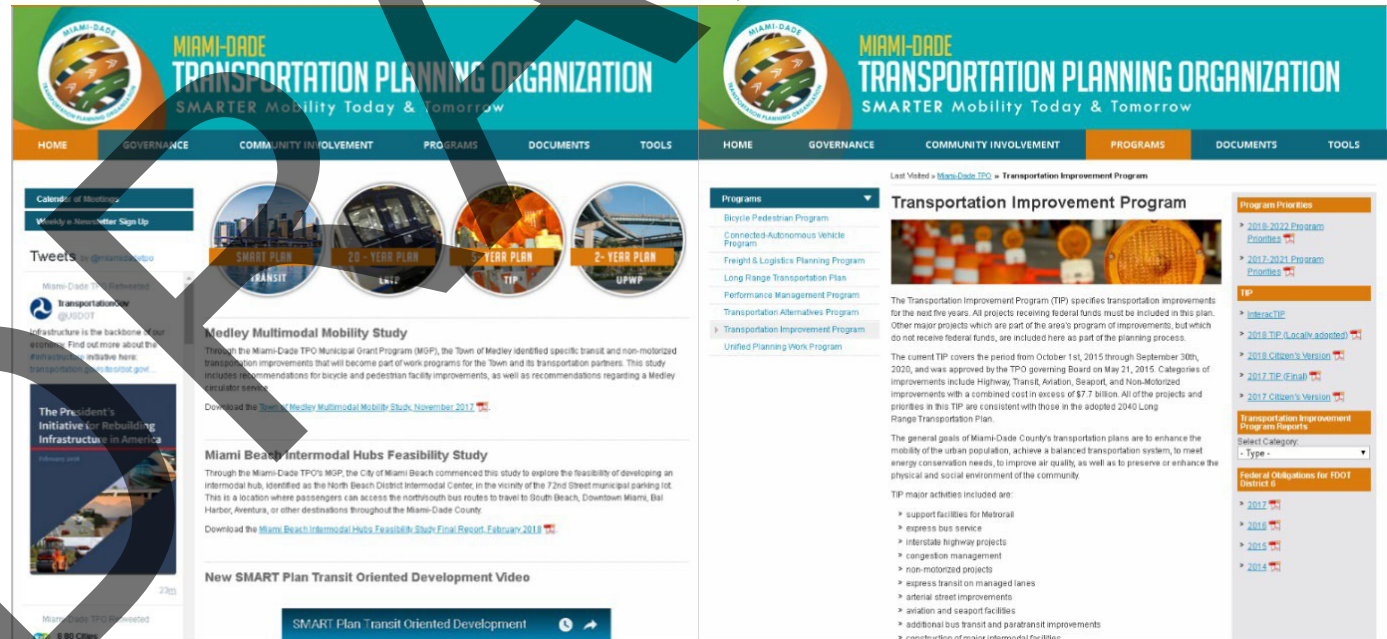 MIAMI-DADE
TRANSPORTATION PLANNING ORGANIZATION
SMARTER Mobility Today & Tomorrow
HOME GOVERNANCE COMMUNITY INVOLVEMENT PROGRAMS DOCUMENTS TOOLS
Calendar of Meetings
Weekly e-Newsletter Sign Up
Tweets by @miamidadetpo
Miami-Dade TPO Retweeted
TransportationGov
@USDOT
Infrastructure is the backbone of our
economy. Find out more about the
#Infrastructure initiative here:
transportation.gov/sites/dot.gov/...
The President's
Initiative for Rebuilding
Infrastructure in America
February 2018
23m
Miami-Dade TPO Retweeted
8 80 Cities
SMART PLAN
TRANSIT
20 - YEAR PLAN
LRTP
5- YEAR PLAN
TIP
2- YEAR PLAN
UPWP
Medley Multimodal Mobility Study
Through the Miami-Dade TPO Municipal Grant Program (MGP), the Town of Medley identified specific transit and non-motorized
transportation improvements that will become part of work programs for the Town and its transportation partners. This study
includes recommendations for bicycle and pedestrian facility improvements, as well as recommendations regarding a Medley
circulator service.
Download the Town of Medley Multimodal Mobility Study, November 2017.
Miami Beach Intermodal Hubs Feasibility Study
Through the Miami-Dade TPO's MGP, the City of Miami Beach commenced this study to explore the feasibility of developing an
intermodal hub, identified as the North Beach District Intermodal Center, in the vicinity of the 72nd Street municipal parking lot.
This is a location where passengers can access the north/south bus routes to travel to South Beach, Downtown Miami, Bal
Harbor, Aventura, or other destinations throughout the Miami-Dade County.
Download the Miami Beach Intermodal Hubs Feasibility Study Final Report, February 2018.
New SMART Plan Transit Oriented Development Video
SMART Plan Transit Oriented Development
MIAMI-DADE
TRANSPORTATION PLANNING ORGANIZATION
SMARTER Mobility Today & Tomorrow
HOME GOVERNANCE COMMUNITY INVOLVEMENT PROGRAMS DOCUMENTS TOOLS
Last Visited » Miami-Dade TPO » Transportation Improvement Program
Programs
Bicycle Pedestrian Program
Connected-Autonomous Vehicle
Program
Freight & Logistics Planning Program
Long Range Transportation Plan
Performance Management Program
Transportation Alternatives Program
Transportation Improvement Program
Unified Planning Work Program
Transportation Improvement Program
The Transportation Improvement Program (TIP) specifies transportation improvements
for the next five years. All projects receiving federal funds must be included in this plan.
Other major projects which are part of the area's program of improvements, but which
do not receive federal funds, are included here as part of the planning process.
The current TIP covers the period from October 1st, 2015 through September 30th,
2020, and was approved by the TPO governing Board on May 21, 2015. Categories of
improvements include Highway, Transit, Aviation, Seaport, and Non-Motorized
improvements with a combined cost in excess of $7.7 billion. All of the projects and
priorities in this TIP are consistent with those in the adopted 2040 Long
Range Transportation Plan.
The general goals of Miami-Dade County's transportation plans are to enhance the
mobility of the urban population, achieve a balanced transportation system, to meet
energy conservation needs, to improve air quality, as well as to preserve or enhance the
physical and social environment of the community.
TIP major activities included are:
» support facilities for Metrorail
» express bus service
» interstate highway projects
» congestion management
» non-motorized projects
» express transit on managed lanes
» arterial street improvements
» aviation and seaport facilities
» additional bus transit and paratransit improvements
» construction of major intermodal facilities
Program Priorities
» 2018-2022 Program
Priorities
» 2017-2021 Program
Priorities
TIP
» InteracTIP
» 2018 TIP (Locally adopted)
» 2018 Citizen's Version
» 2017 TIP (Final)
» 2017 Citizen's Version
Transportation Improvement
Program Reports
Select Category:
- Type -
Federal Obligations for FDOT
District 6
» 2017
» 2016
» 2015
» 2014